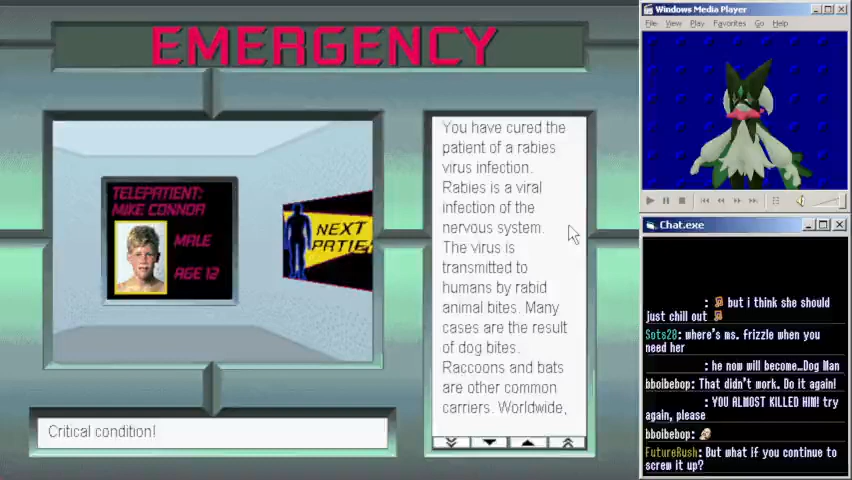 EMERGENCY
TELEPATIENT:
MIKE CONNOR
MALE
AGE 12
NEXT
PATIE
Critical condition!
You have cured the
patient of a rabies
virus infection.
Rabies is a viral
infection of the
nervous system.
The virus is
transmitted to
humans by rabid
animal bites. Many
cases are the result
of dog bites.
Raccoons and bats
are other common
carriers. Worldwide,
Windows Media Player
File View Play Favorites Go Help
Chat.exe
: but i think she should
just chill out
Sots28: where's ms. frizzle when you
need her
: he now will become…Dog Man
bboibebop: That didn't work. Do it again!
: YOU ALMOST KILLED HIM! try
again, please
bboibebop:
FutureRush: But what if you continue to
screw it up?